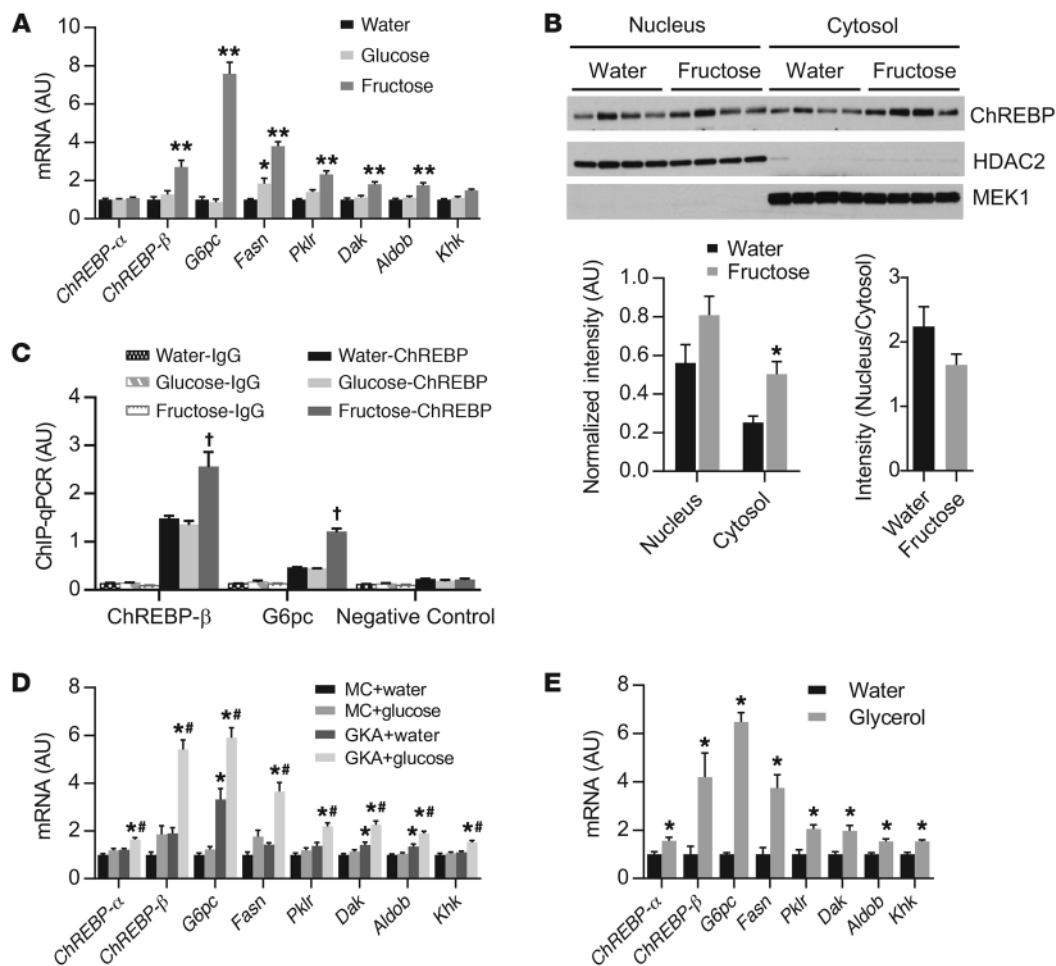 A
mRNA (AU)
10
8
6
4
2
0
Water
Glucose
Fructose
** ** * ** ** ** **
ChREBP-α ChREBP-β G6pc Fasn Pklr Dak Aldob Khk
B
Nucleus Cytosol
Water Fructose Water Fructose
ChREBP
HDAC2
MEK1
Water
Fructose
Normalized intensity (AU)
1.0
0.8
0.6
0.4
0.2
0.0
*
Nucleus Cytosol
Intensity (Nucleus/Cytosol)
3
2
1
0
Water Fructose
C
Water-IgG Water-ChREBP
Glucose-IgG Glucose-ChREBP
Fructose-IgG Fructose-ChREBP
ChIP-qPCR (AU)
4
3
2
1
0
† †
ChREBP-β G6pc Negative Control
D
mRNA (AU)
8
6
4
2
0
MC+water
MC+glucose
GKA+water
GKA+glucose
*# *# * *# *# *# * *# * *# *#
ChREBP-α ChREBP-β G6pc Fasn Pklr Dak Aldob Khk
E
mRNA (AU)
8
6
4
2
0
Water
Glycerol
* * * * * * * *
ChREBP-α ChREBP-β G6pc Fasn Pklr Dak Aldob Khk